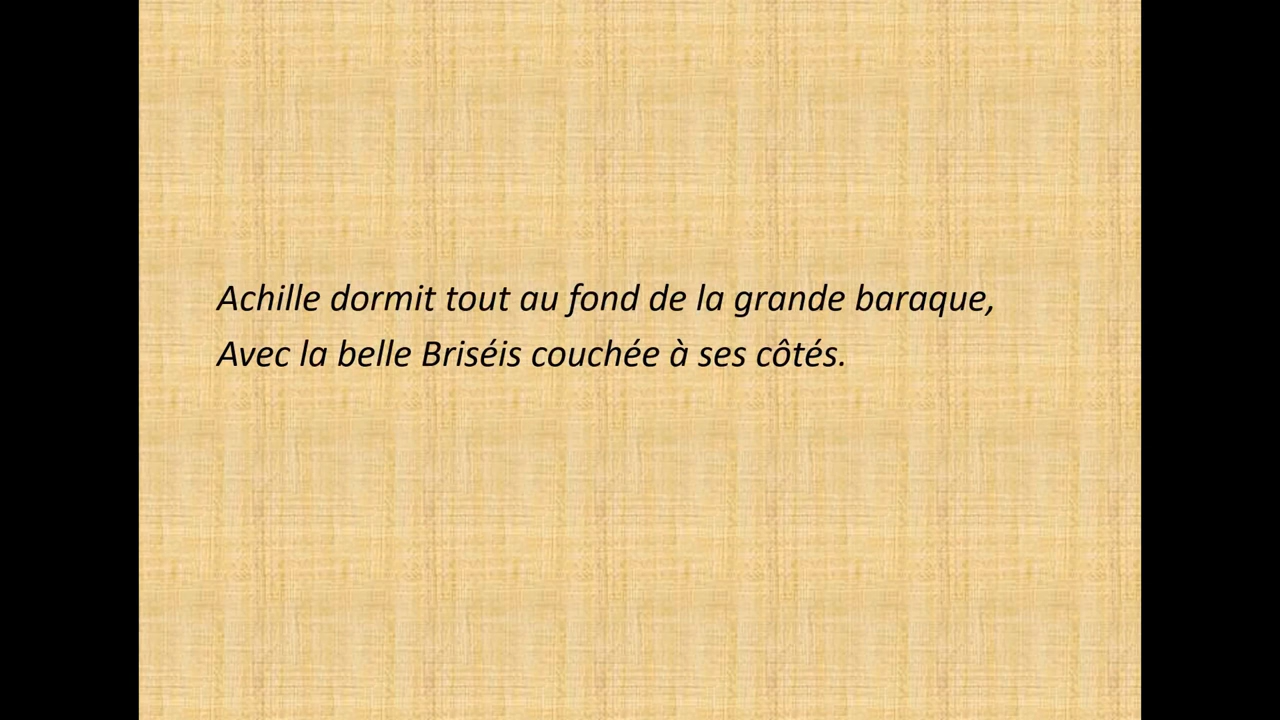 Achille dormit tout au fond de la grande baraque,
Avec la belle Briséis couchée à ses côtés.